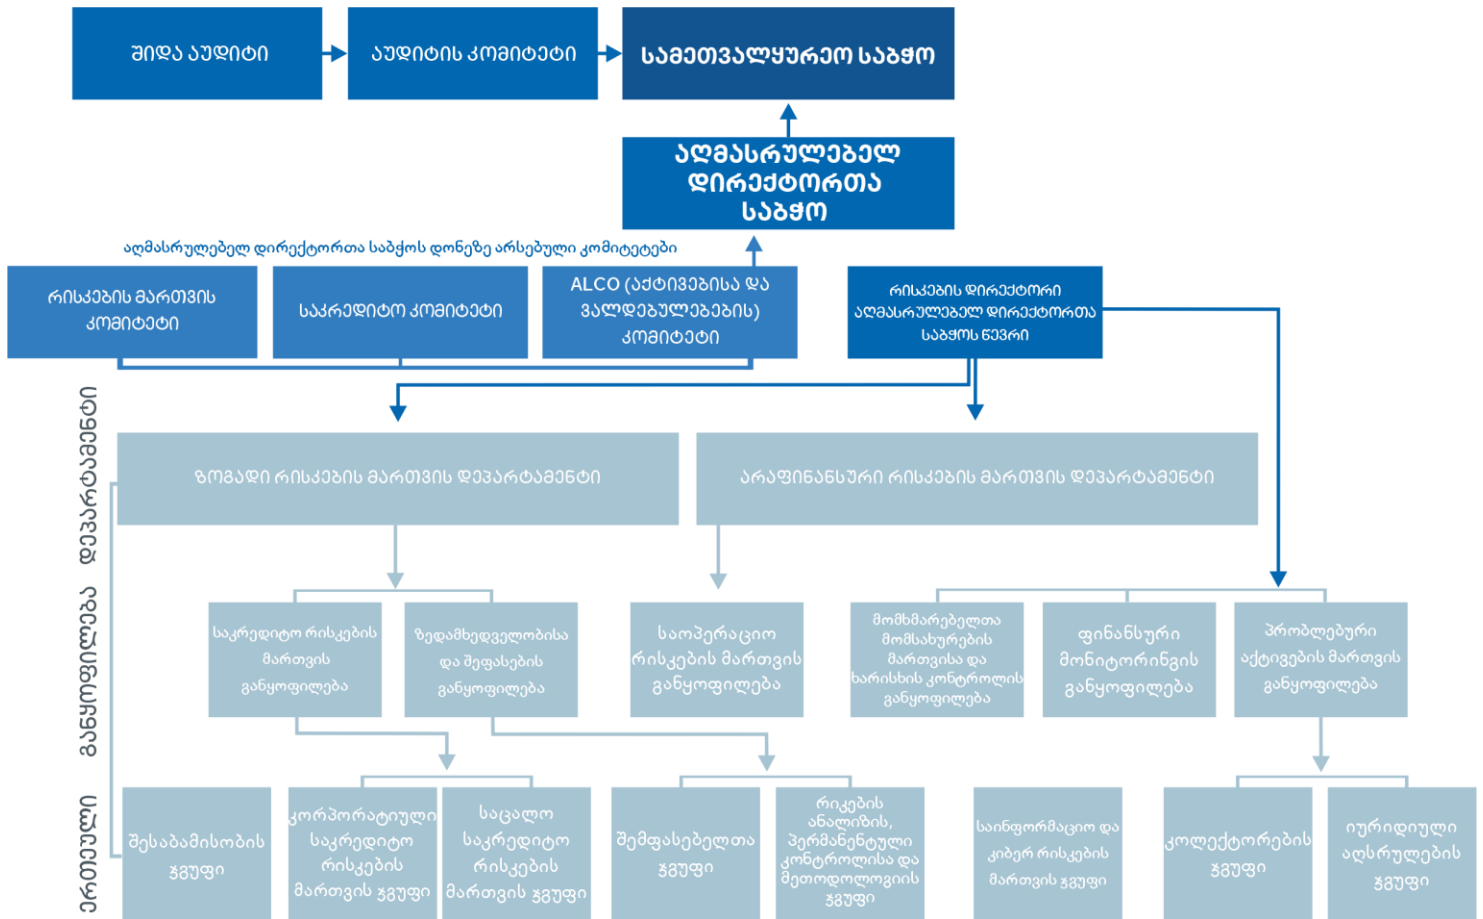 ᲨᲘᲓᲐ ᲐᲣᲓᲘᲢᲘ
ᲐᲣᲓᲘᲢᲘᲡ ᲙᲝᲛᲘᲢᲔᲢᲘ
ᲡᲐᲛᲔᲗᲕᲐᲚᲧᲣᲠᲔᲝ ᲡᲐᲑᲭᲝ
ᲐᲦᲛᲐᲡᲠᲣᲚᲔᲑᲔᲚ
ᲓᲘᲠᲔᲥᲢᲝᲠᲗᲐ
ᲡᲐᲑᲭᲝ
აღმასრულებელ დირექტორთა საბჭოს დონეზე არსებული კომიტეტები
ᲠᲘᲡᲙᲔᲑᲘᲡ ᲛᲐᲠᲗᲕᲘᲡ
ᲙᲝᲛᲘᲢᲔᲢᲘ
ᲡᲐᲙᲠᲔᲓᲘᲢᲝ ᲙᲝᲛᲘᲢᲔᲢᲘ
ALCO (ᲐᲥᲢᲘᲕᲔᲑᲘᲡᲐ ᲓᲐ
ᲕᲐᲚᲓᲔᲑᲣᲚᲔᲑᲔᲑᲘᲡ)
ᲙᲝᲛᲘᲢᲔᲢᲘ
ᲠᲘᲡᲙᲔᲑᲘᲡ ᲓᲘᲠᲔᲥᲢᲝᲠᲘ
ᲐᲦᲛᲐᲡᲠᲣᲚᲔᲑᲔᲚ ᲓᲘᲠᲔᲥᲢᲝᲠᲗᲐ
ᲡᲐᲑᲭᲝᲡ ᲬᲔᲕᲠᲘ
ᲓᲔᲞᲐᲠᲢᲐᲛᲔᲜᲢᲘ
ᲖᲝᲒᲐᲓᲘ ᲠᲘᲡᲙᲔᲑᲘᲡ ᲛᲐᲠᲗᲕᲘᲡ ᲓᲔᲞᲐᲠᲢᲐᲛᲔᲜᲢᲘ
ᲐᲠᲐᲤᲘᲜᲐᲜᲡᲣᲠᲘ ᲠᲘᲡᲙᲔᲑᲘᲡ ᲛᲐᲠᲗᲕᲘᲡ ᲓᲔᲞᲐᲠᲢᲐᲛᲔᲜᲢᲘ
ᲒᲐᲜᲧᲝᲤᲘᲚᲔᲑᲐ
საკრედიტო რისკების
მართვის
განყოფილება
ზედამხედველობისა
და შეფასების
განყოფილება
საოპერაციო
რისკების მართვის
განყოფილება
მომხმარებელთა
მომსახურების
მართვისა და
ხარისხის კონტროლის
განყოფილება
ფინანსური
მონიტორინგის
განყოფილება
პრობლებური
აქტივების მართვის
განყოფილება
ᲔᲠᲗᲔᲣᲚᲘ
შესაბამისობის
ჯგუფი
კორპორატიული
საკრედიტო
რისკების
მართვის ჯგუფი
საცალო
საკრედიტო
რისკების
მართვის ჯგუფი
შემფასებელთა
ჯგუფი
რიკების
ანალიზის,
პერმანენტული
კონტროლისა და
მეთოდოლოგიის
ჯგუფი
საინფორმაციო და
კიბერ რისკების
მართვის ჯგუფი
კოლექტორების
ჯგუფი
იურიდიული
აღსრულების
ჯგუფი